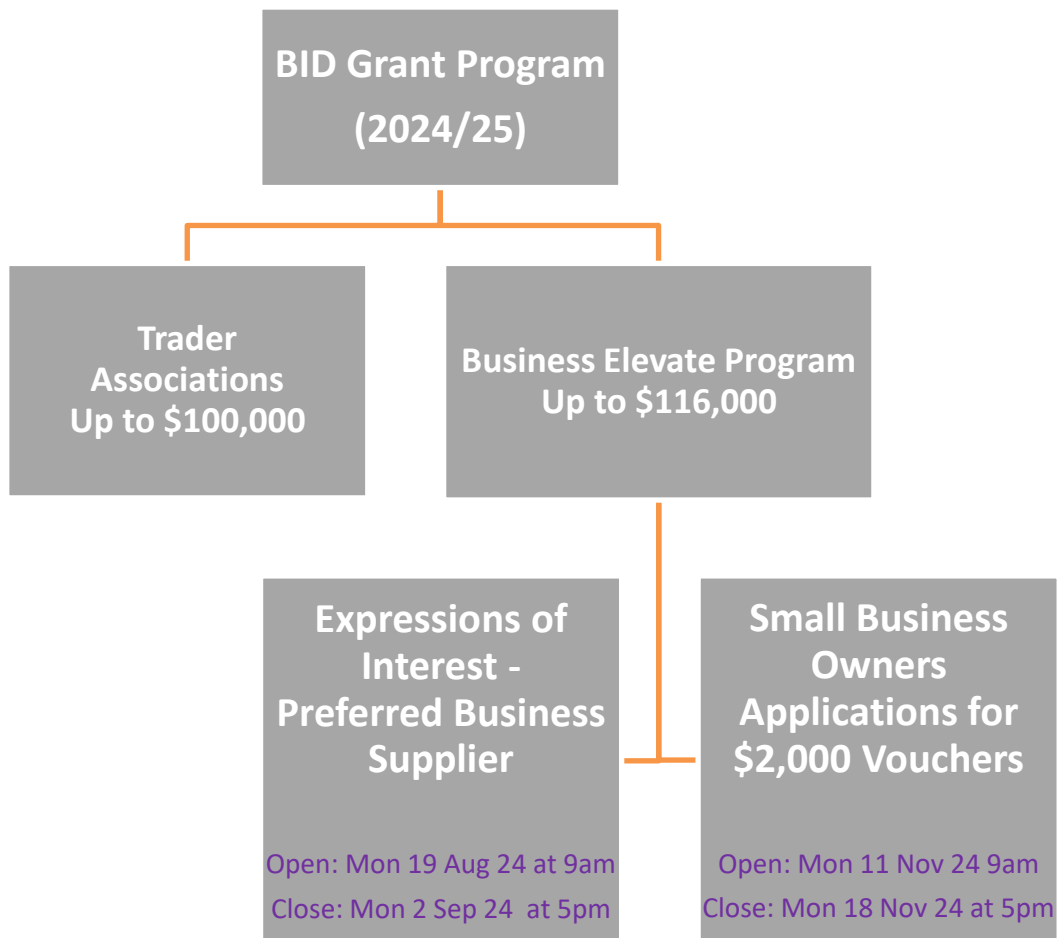 BID Grant Program
(2024/25)
Trader
Associations
Up to $100,000
Business Elevate Program
Up to $116,000
Expressions of
Interest -
Preferred Business
Supplier
Open: Mon 19 Aug 24 at 9am
Close: Mon 2 Sep 24 at 5pm
Small Business
Owners
Applications for
$2,000 Vouchers
Open: Mon 11 Nov 24 9am
Close: Mon 18 Nov 24 at 5pm